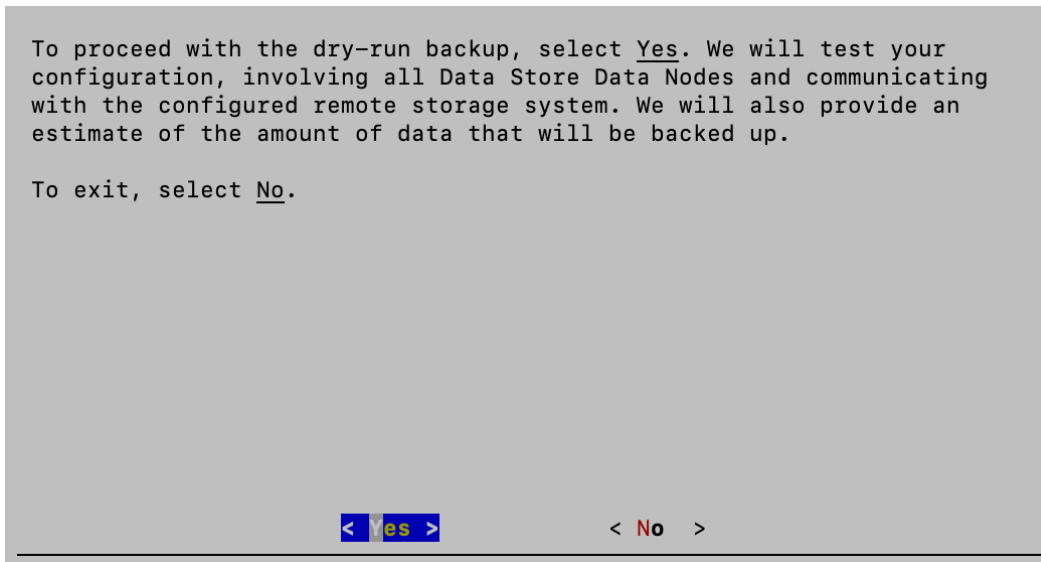 To proceed with the dry-run backup, select Yes. We will test your
configuration, involving all Data Store Data Nodes and communicating
with the configured remote storage system. We will also provide an
estimate of the amount of data that will be backed up.
To exit, select No.
< Yes > < No >